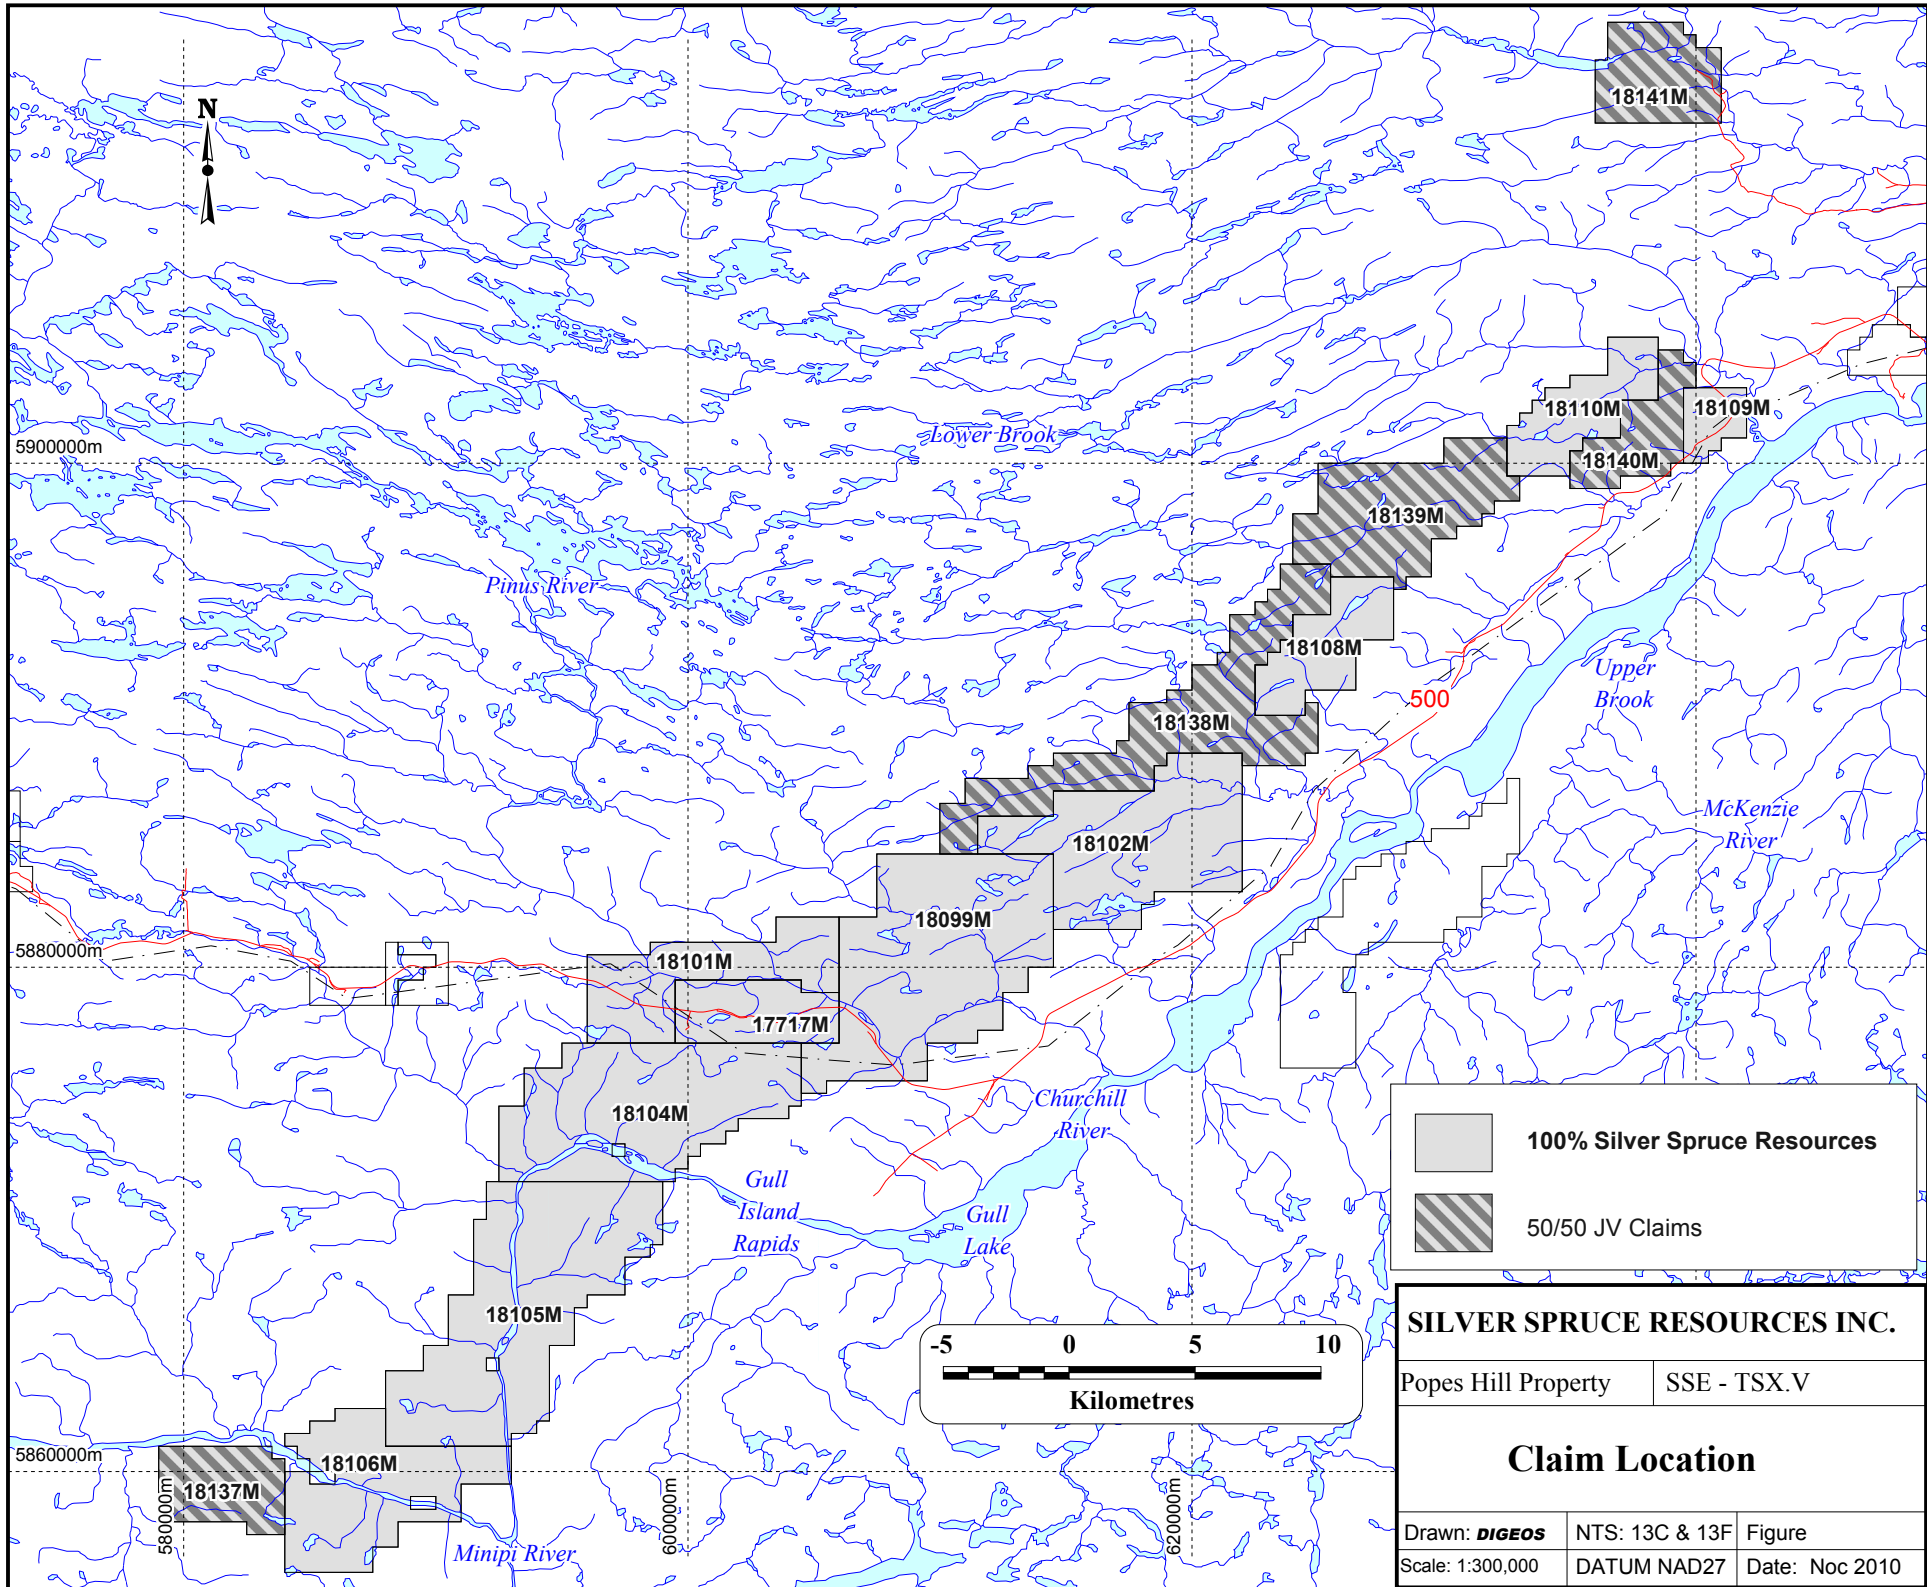 N
18141M
18110M
18109M
Lower Brook
5900000m
18140M
18139M
Pinus River
18108M
Upper
Brook
500
18138M
McKenzie
River
18102M
18099M
5880000m
18101M
17717M
Churchill
River
18104M
100% Silver Spruce Resources
Gull
Island
Rapids
Gull
Lake
50/50 JV Claims
18105M
-5 0 5 10
Kilometres
SILVER SPRUCE RESOURCES INC.
Popes Hill Property SSE - TSX.V
Claim Location
5860000m
18106M
18137M
580000m
600000m
620000m
Minipi River
Drawn: DIGEOS NTS: 13C & 13F Figure
Scale: 1:300,000 DATUM NAD27 Date: Noc 2010